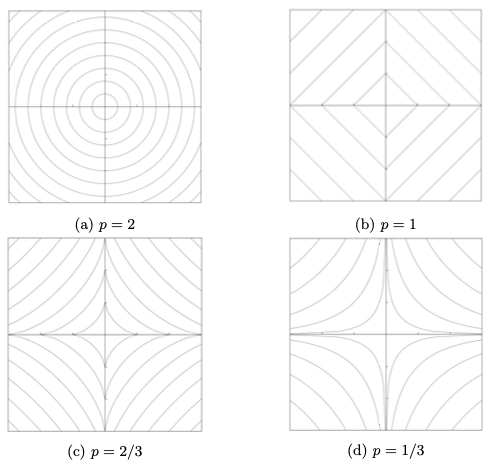 (a) p = 2
(b) p = 1
(c) p = 2/3
(d) p = 1/3